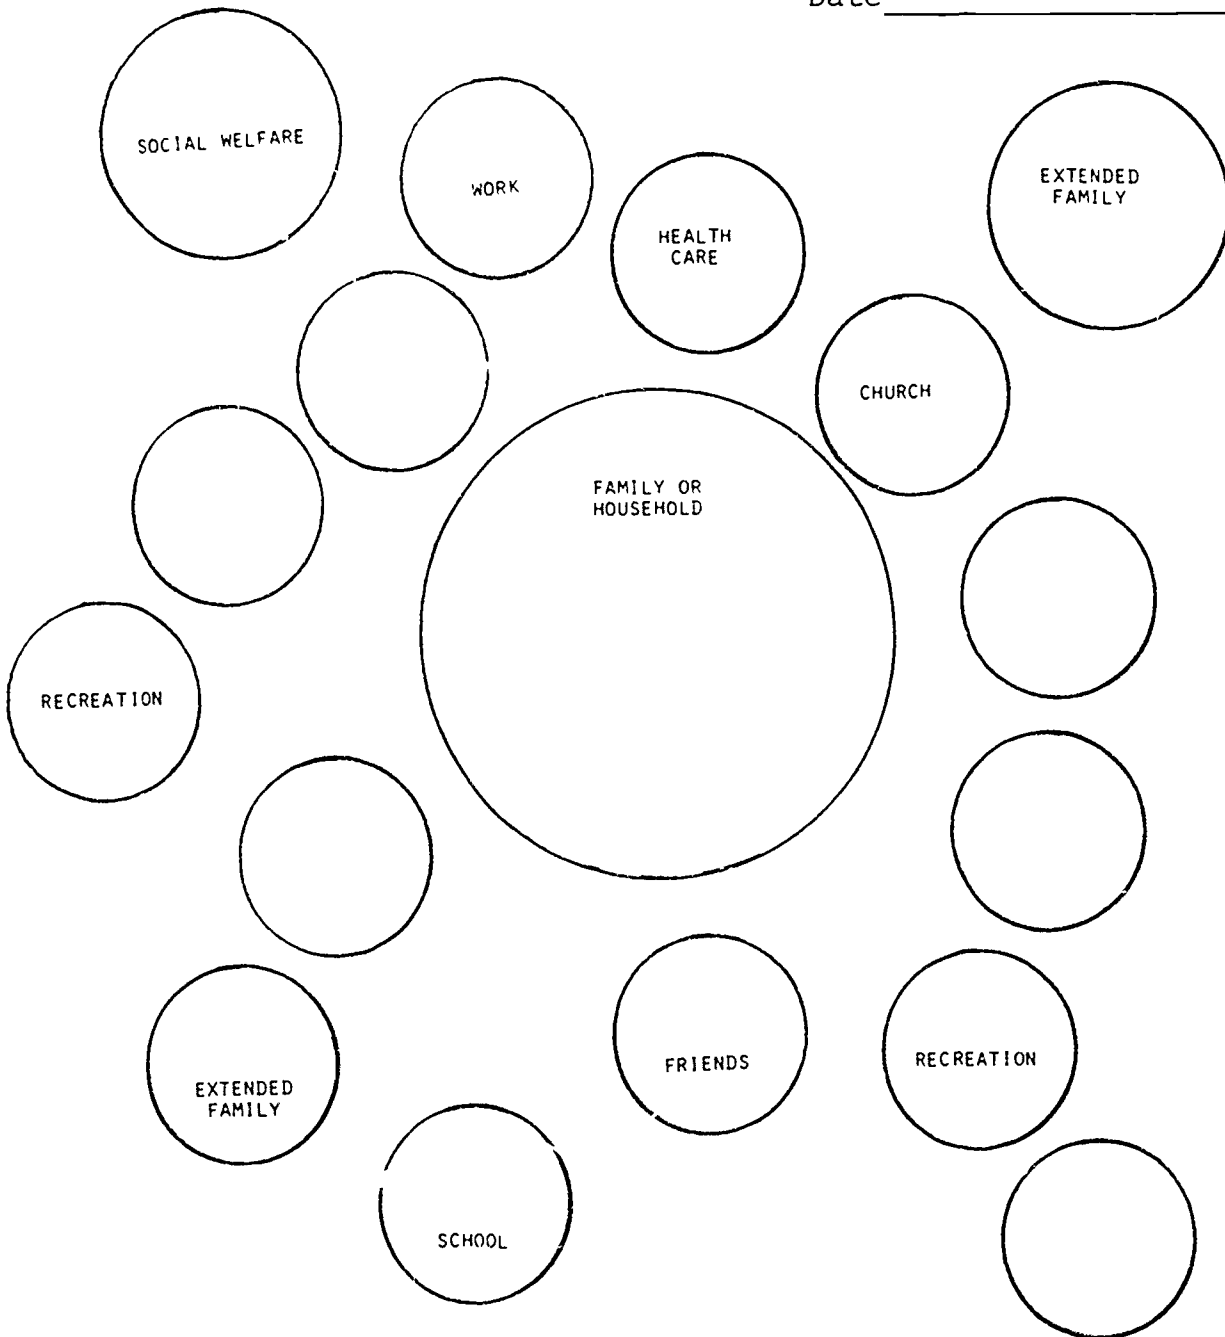 Date
SOCIAL WELFARE
WORK
EXTENDED
FAMILY
HEALTH
CARE
CHURCH
FAMILY OR
HOUSEHOLD
RECREATION
FRIENDS
RECREATION
EXTENDED
FAMILY
SCHOOL